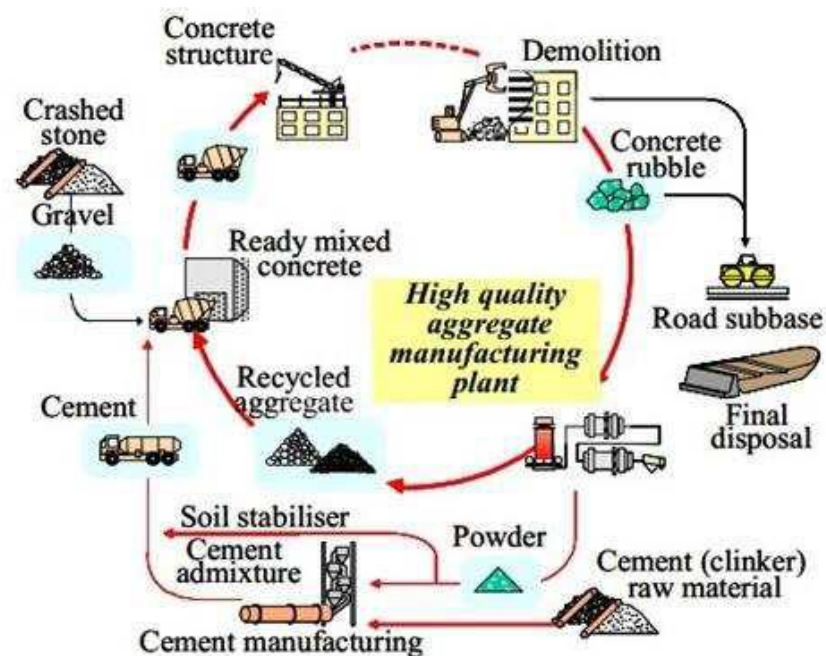 Concrete
structure
Demolition
Crashed
stone
Gravel
Concrete
rubble
Ready mixed
concrete
High quality
aggregate
manufacturing
plant
Road subbase
Final
disposal
Cement
Recycled
aggregate
Soil stabiliser
Cement
admixture
Powder
Cement (clinker)
raw material
Cement manufacturing